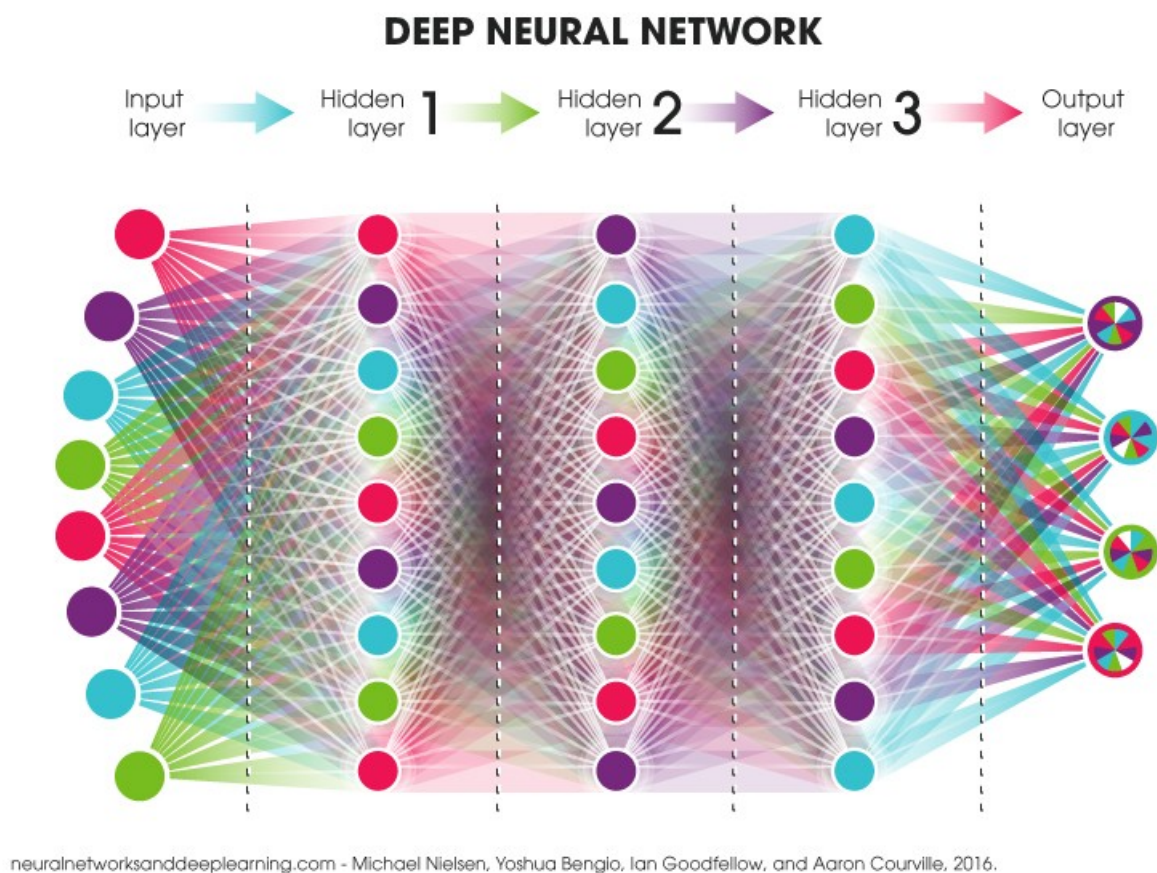 DEEP NEURAL NETWORK
Input layer
Hidden layer 1
Hidden layer 2
Hidden layer 3
Output layer
neuralnetworksanddeeplearning.com - Michael Nielsen, Yoshua Bengio, Ian Goodfellow, and Aaron Courville, 2016.